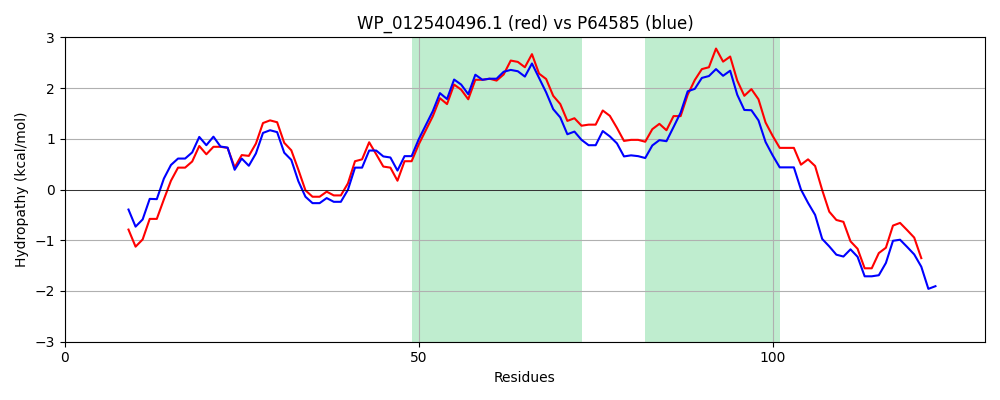 WP_012540496.1 (red) vs P64585 (blue)
Hydropathy (kcal/mol)
3
2
1
0
−1
−2
−3
0 50 100
Residues